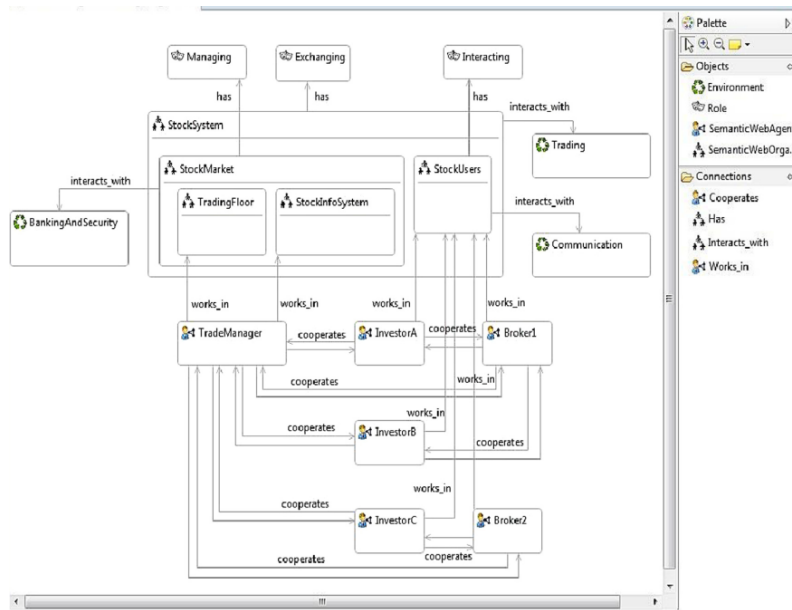 Palette
Managing
Exchanging
Interacting
Objects
Environment
Role
SemanticWebAgen
SemanticWebOrga...
has
has
has
interacts_with
StockSystem
Trading
StockMarket
StockUsers
Connections
interacts_with
Cooperates
TradingFloor
StockInfoSystem
interacts_with
Has
BankingAndSecurity
Communication
Interacts_with
Works_in
works_in
works_in
works_in
works_in
TradeManager
cooperates
InvestorA
cooperates
Broker1
cooperates
works_in
works_in
cooperates
InvestorB
cooperates
works_in
cooperates
InvestorC
Broker2
cooperates
cooperates